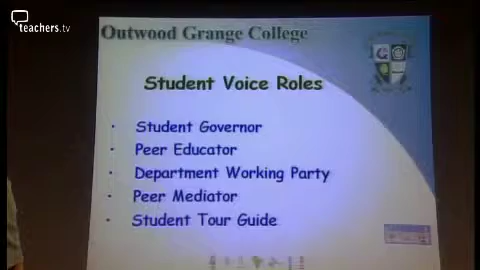 teachers.tv
Outwood Grange College
Student Voice Roles
· Student Governor
· Peer Educator
· Department Working Party
· Peer Mediator
· Student Tour Guide